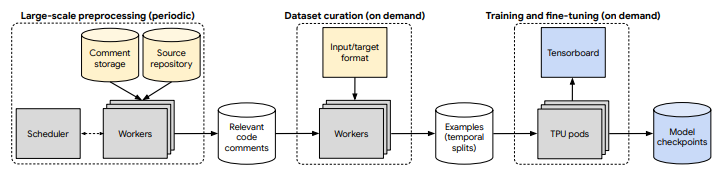 Large-scale preprocessing (periodic)
Dataset curation (on demand)
Training and fine-tuning (on demand)
Comment
storage
Source
repository
Input/target
format
Tensorboard
Scheduler
Workers
Relevant
code
comments
Workers
Examples
(temporal
splits)
TPU pods
Model
checkpoints